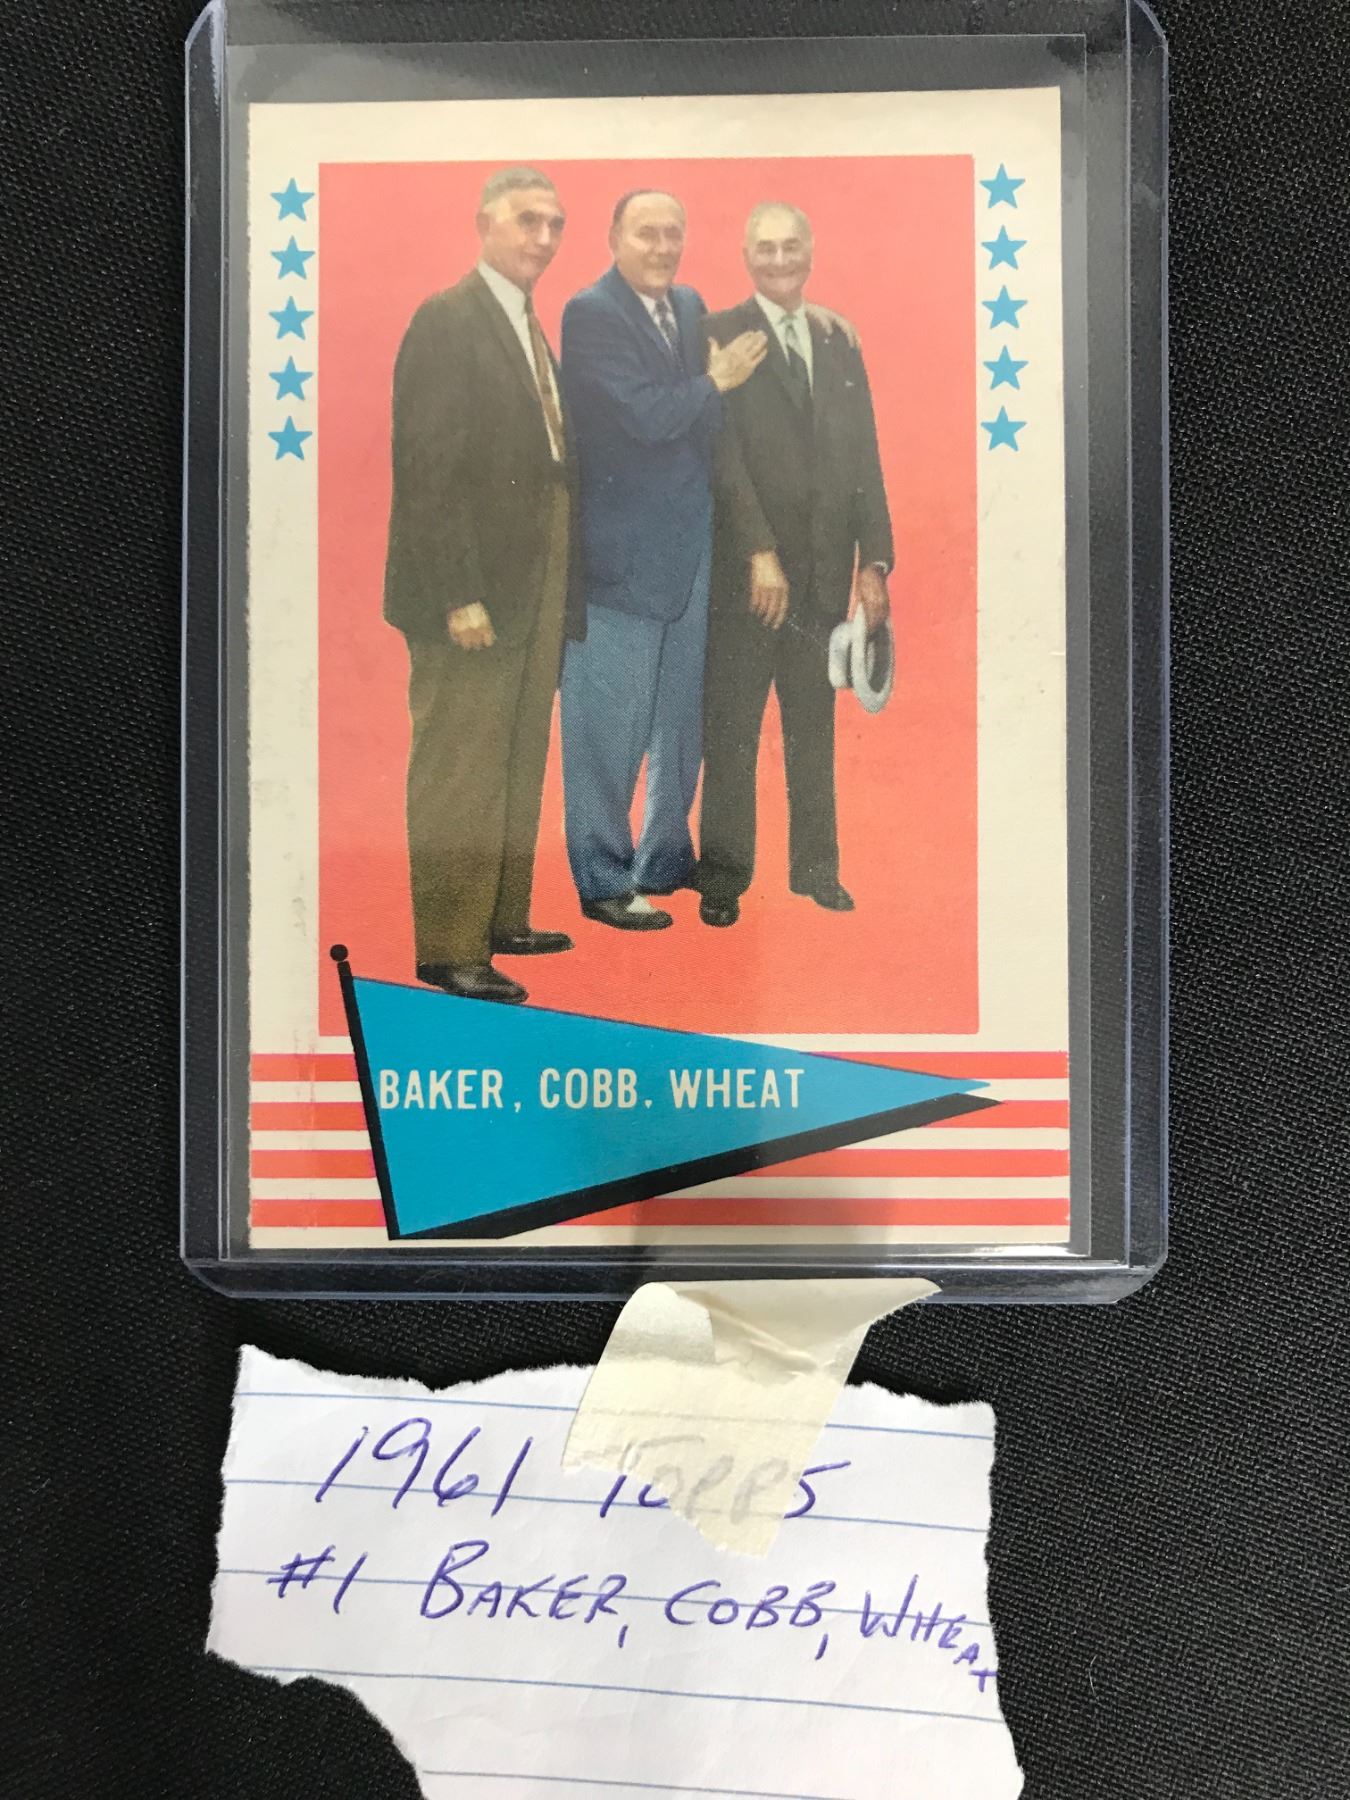 BAKER, COBB. WHEAT
1961 TOPPS
#1 BAKER, COBB, WHEAT